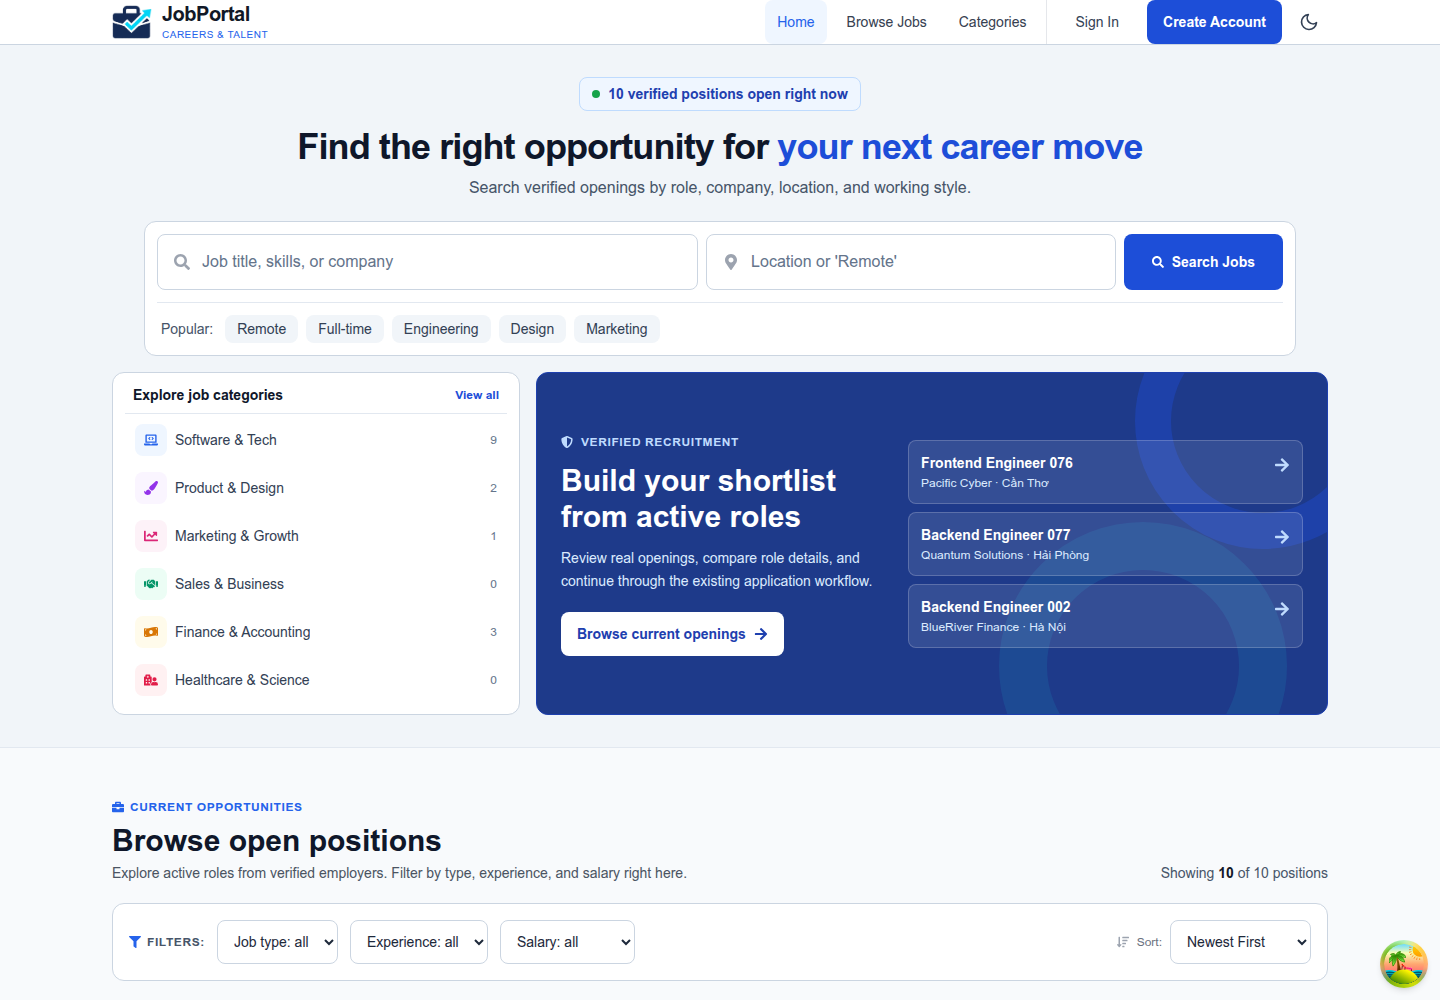 JobPortal
CAREERS & TALENT
Home
Browse Jobs
Categories
Sign In
Create Account
10 verified positions open right now
Find the right opportunity for your next career move
Search verified openings by role, company, location, and working style.
Job title, skills, or company
Location or 'Remote'
Search Jobs
Popular:
Remote
Full-time
Engineering
Design
Marketing
Explore job categories
View all
Software & Tech
9
Product & Design
2
Marketing & Growth
1
Sales & Business
0
Finance & Accounting
3
Healthcare & Science
0
VERIFIED RECRUITMENT
Build your shortlist
from active roles
Review real openings, compare role details, and
continue through the existing application workflow.
Browse current openings
Frontend Engineer 076
Pacific Cyber · Cần Thơ
Backend Engineer 077
Quantum Solutions · Hải Phòng
Backend Engineer 002
BlueRiver Finance · Hà Nội
CURRENT OPPORTUNITIES
Browse open positions
Explore active roles from verified employers. Filter by type, experience, and salary right here.
Showing 10 of 10 positions
FILTERS:
Job type: all
Experience: all
Salary: all
Sort:
Newest First